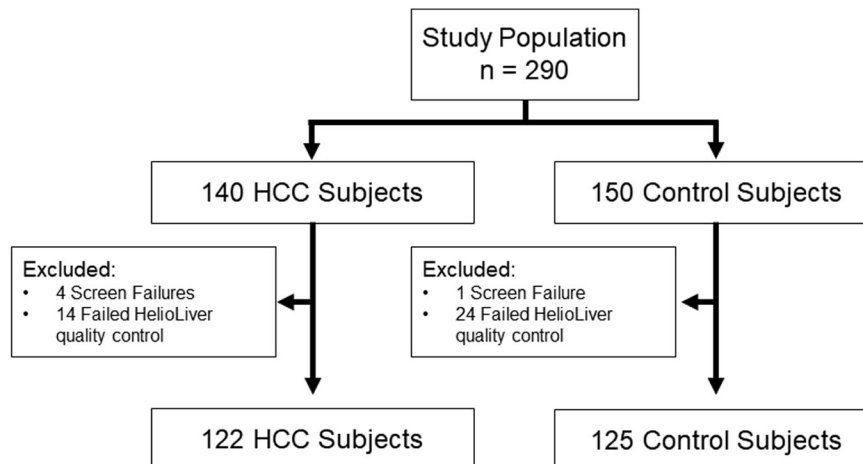 Study Population
n = 290
140 HCC Subjects
150 Control Subjects
Excluded:
• 4 Screen Failures
• 14 Failed HelioLiver
quality control
Excluded:
• 1 Screen Failure
• 24 Failed HelioLiver
quality control
122 HCC Subjects
125 Control Subjects